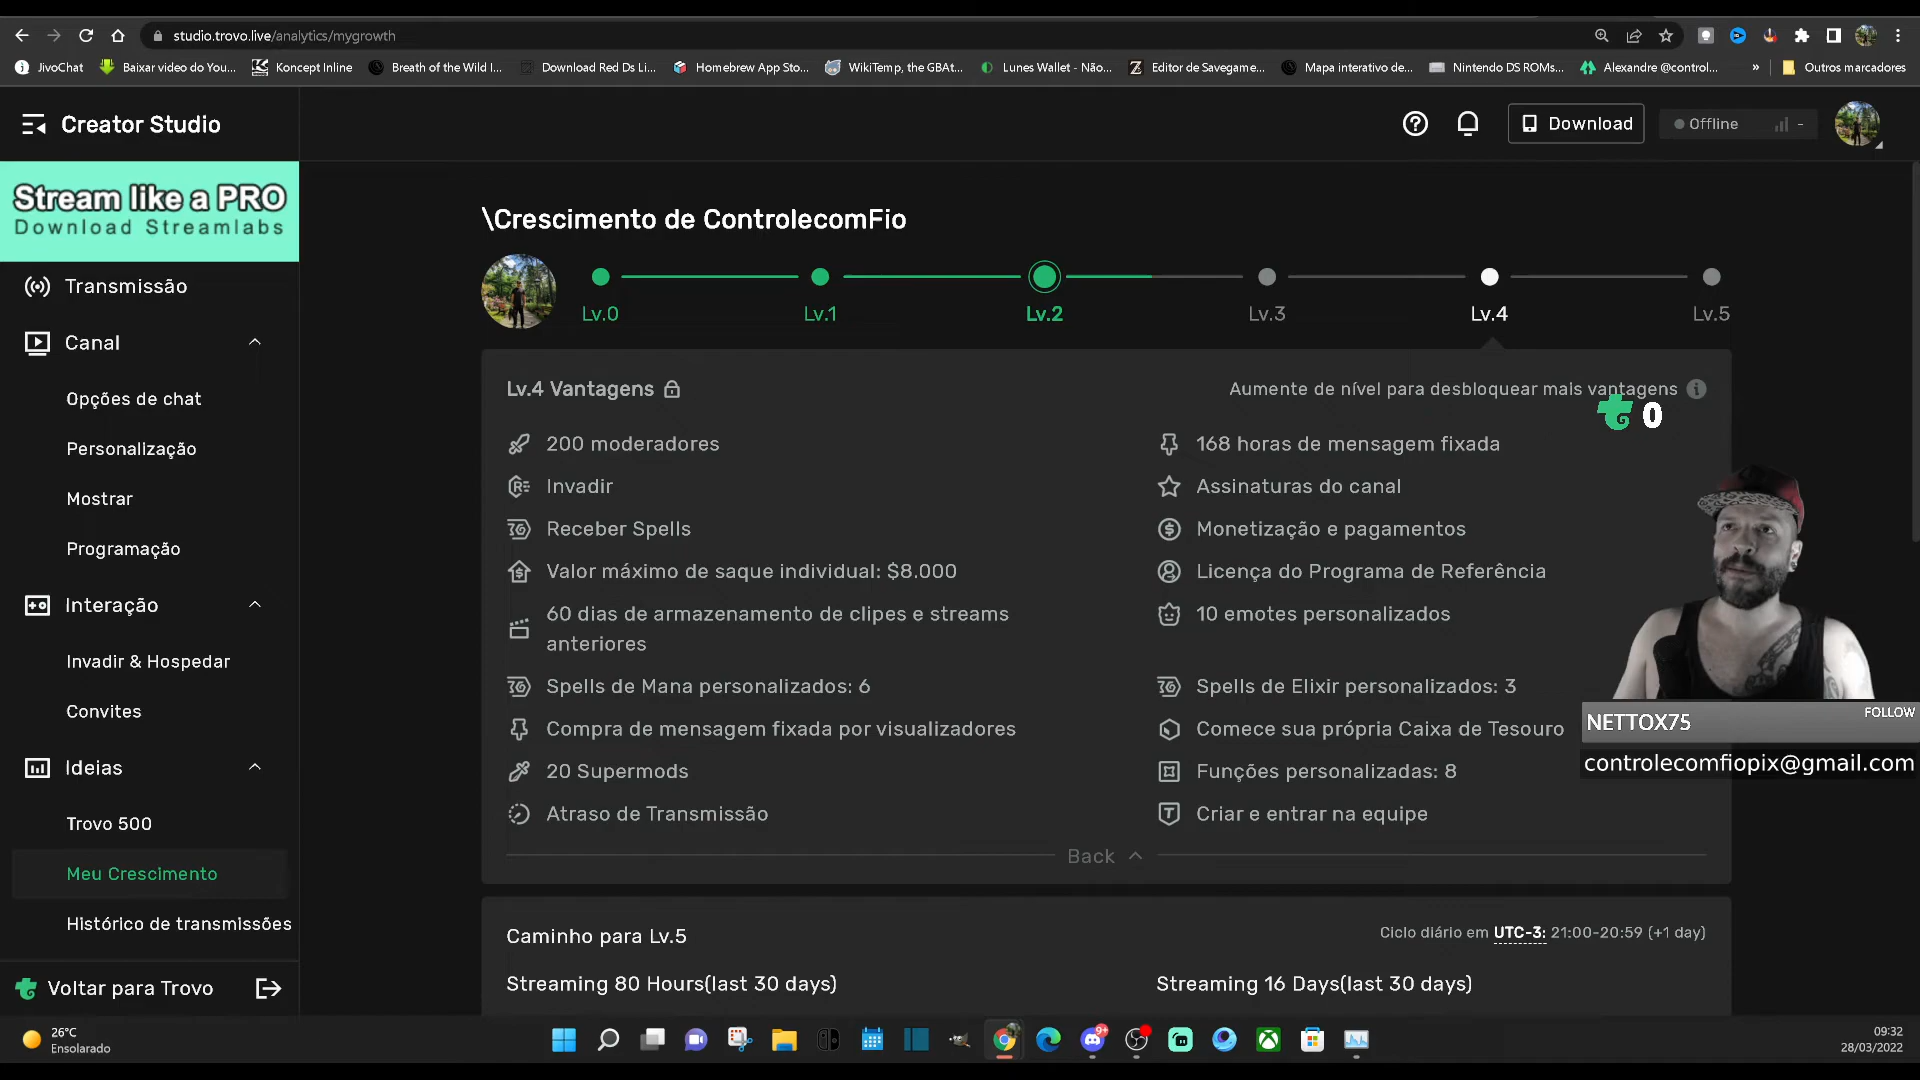 studio.trovo.live/analytics/mygrowth
JivoChat
Baixar video do You...
Koncept Inline
Breath of the Wild I...
Download Red Ds Li...
Homebrew App Sto...
WikiTemp, the GBAt...
Lunes Wallet - Não...
Editor de Savegame...
Mapa interativo de...
Nintendo DS ROMs...
Alexandre @control...
»
Outros marcadores
Creator Studio
Download
Offline
-
Stream like a PRO
Download Streamlabs
Transmissão
Canal
Opções de chat
Personalização
Mostrar
Programação
Interação
Invadir & Hospedar
Convites
Ideias
Trovo 500
Meu Crescimento
Histórico de transmissões
Voltar para Trovo
\Crescimento de ControlecomFio
Lv.0
Lv.1
Lv.2
Lv.3
Lv.4
Lv.5
Lv.4 Vantagens
Aumente de nível para desbloquear mais vantagens
0
200 moderadores
168 horas de mensagem fixada
Invadir
Assinaturas do canal
Receber Spells
Monetização e pagamentos
Valor máximo de saque individual: $8.000
Licença do Programa de Referência
60 dias de armazenamento de clipes e streams
anteriores
10 emotes personalizados
Spells de Mana personalizados: 6
Spells de Elixir personalizados: 3
Compra de mensagem fixada por visualizadores
Comece sua própria Caixa de Tesouro
20 Supermods
Funções personalizadas: 8
Atraso de Transmissão
Criar e entrar na equipe
Back
NETTOX75
FOLLOW
controlecomfiopix@gmail.com
Caminho para Lv.5
Ciclo diário em UTC-3: 21:00-20:59 (+1 day)
Streaming 80 Hours(last 30 days)
Streaming 16 Days(last 30 days)
26°C
Ensolarado
9+
09:32
28/03/2022